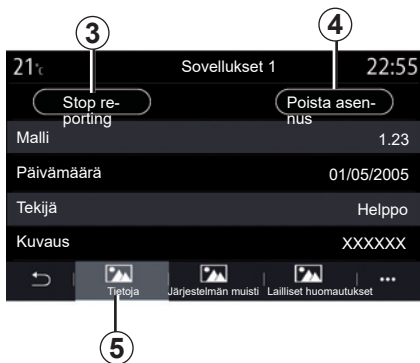 3
4
21°c Sovellukset 1 22:55
Stop re-
porting
Poista asen-
nus
Malli 1.23
Päivämäärä 01/05/2005
Tekijä Helppo
Kuvaus XXXXXX
Tietoja Järjestelmän muisti Lailliset huomautukset
5